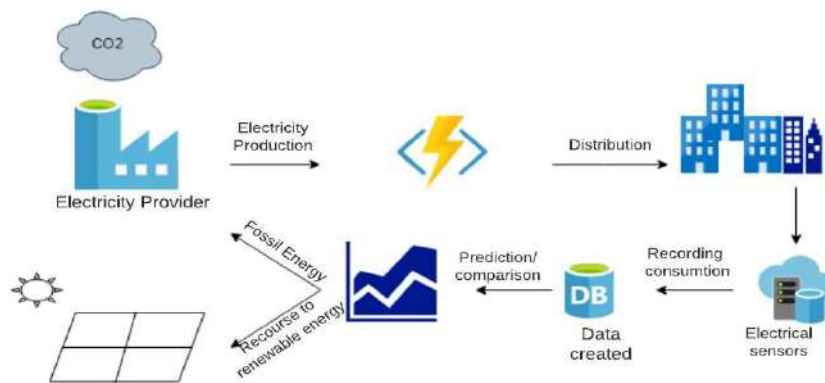 CO2
Electricity
Production
Distribution
Electricity Provider
Fossil Energy
Prediction/
comparison
Recording
consumtion
Recourse to
renewable energy
DB
Data
created
Electrical
sensors